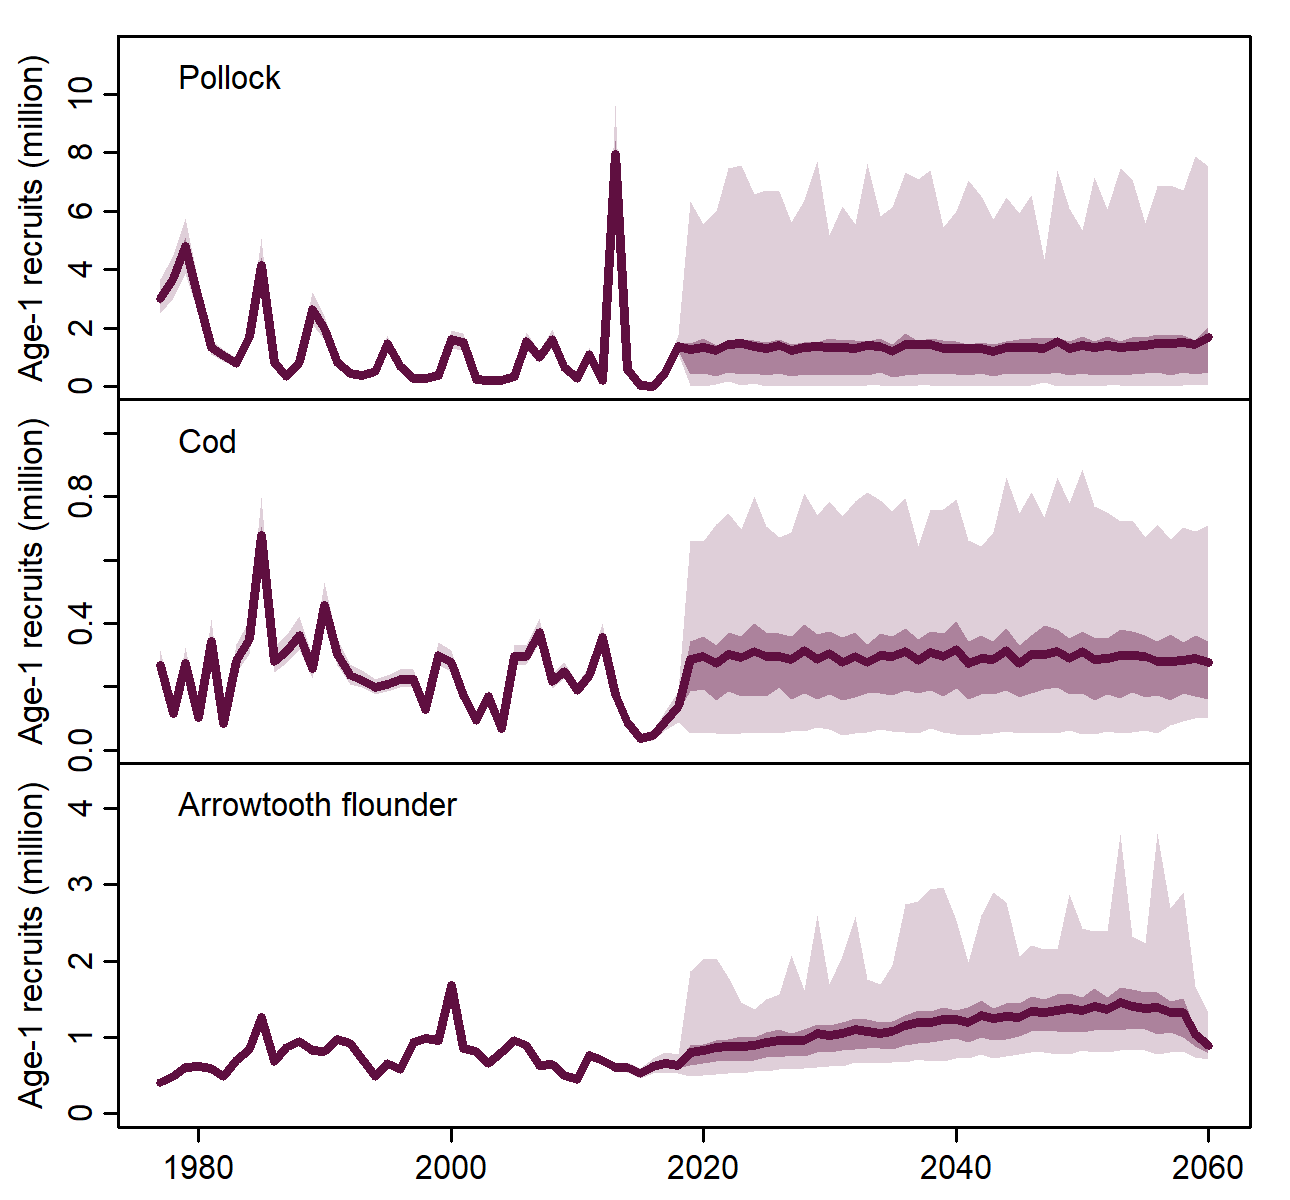 Pollock
Age-1 recruits (million)
10
8
6
4
2
0
Cod
Age-1 recruits (million)
0.8
0.4
0.0
Arrowtooth flounder
Age-1 recruits (million)
4
3
2
1
0
1980 2000 2020 2040 2060